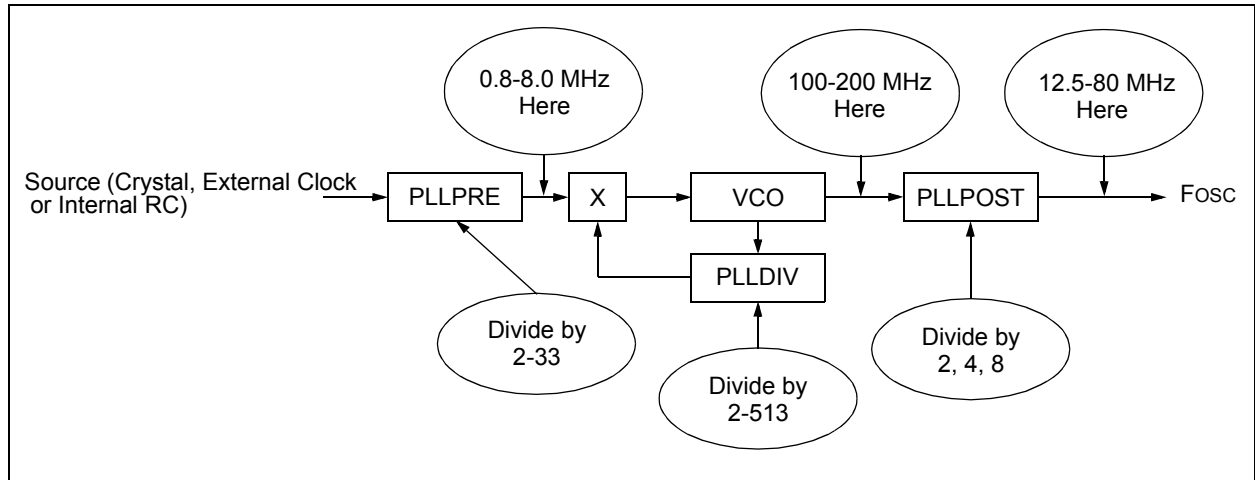 0.8-8.0 MHz
Here
100-200 MHz
Here
12.5-80 MHz
Here
Source (Crystal, External Clock
or Internal RC)
PLLPRE
X
VCO
PLLPOST
FOSC
PLLDIV
Divide by
2-33
Divide by
2-513
Divide by
2, 4, 8